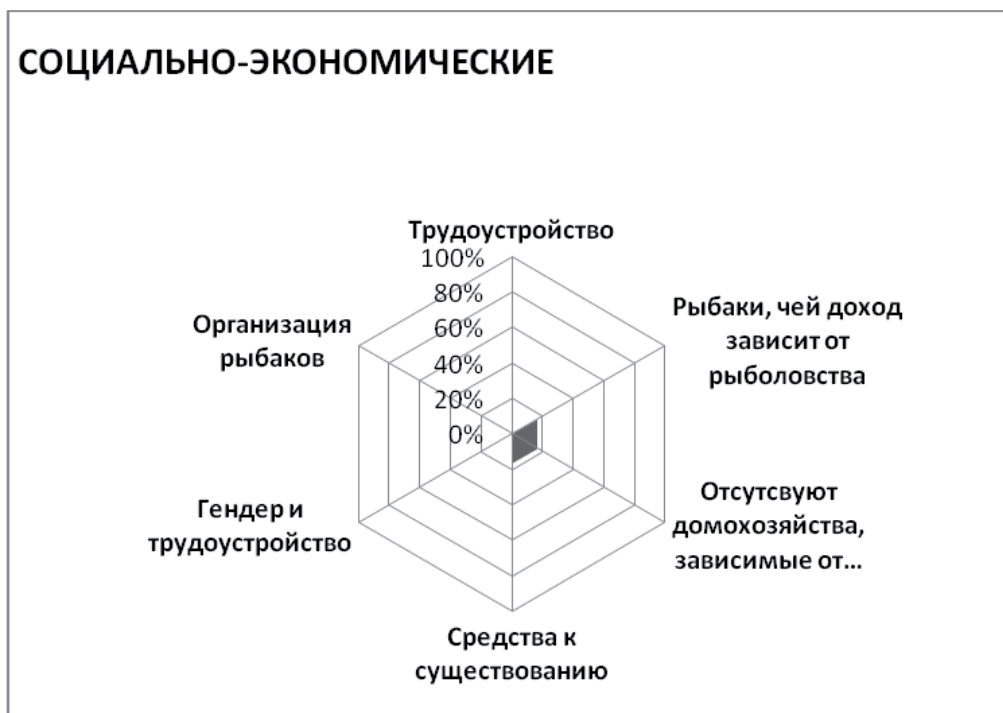 СОЦИАЛЬНО-ЭКОНОМИЧЕСКИЕ
Трудоустройство
100%
80%
60%
40%
20%
0%
Рыбаки, чей доход
зависит от
рыболовства
Отсутсвуют
домохозяйства,
зависимые от...
Средства к
существованию
Гендер и
трудоустройство
Организация
рыбаков